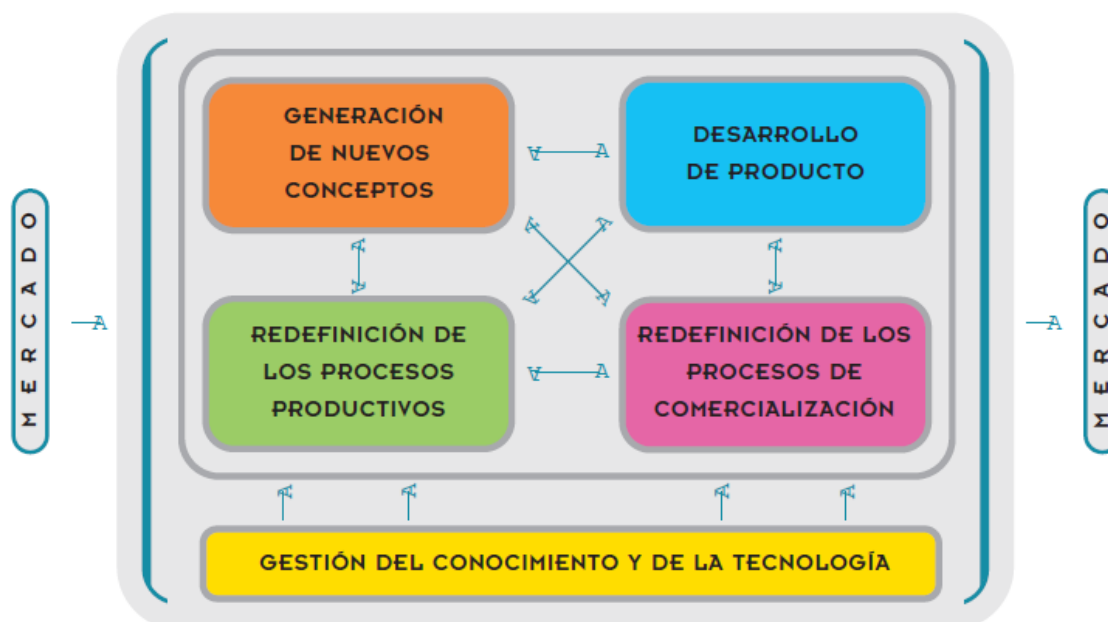 MERCADO
GENERACIÓN
DE NUEVOS
CONCEPTOS
DESARROLLO
DE PRODUCTO
REDEFINICIÓN DE
LOS PROCESOS
PRODUCTIVOS
REDEFINICIÓN DE LOS
PROCESOS DE
COMERCIALIZACIÓN
GESTIÓN DEL CONOCIMIENTO Y DE LA TECNOLOGÍA
MERCADO